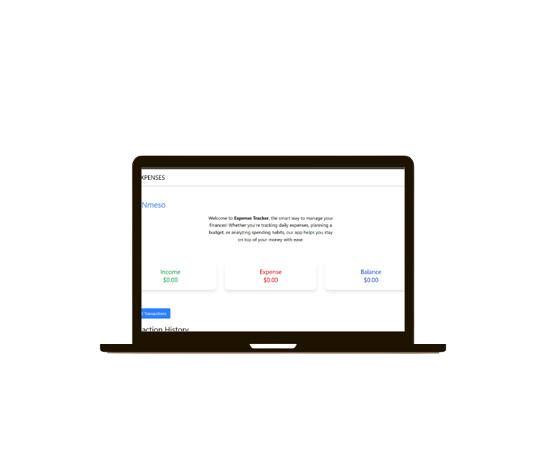 XPENSES
Nmeso
Welcome to Expense Tracker, the smart way to manage your
finances! Whether you're tracking daily expenses, planning a
budget, or analyzing spending habits, our app helps you stay
on top of your money with ease.
Income
$0.00
Expense
$0.00
Balance
$0.00
Transactions
action History